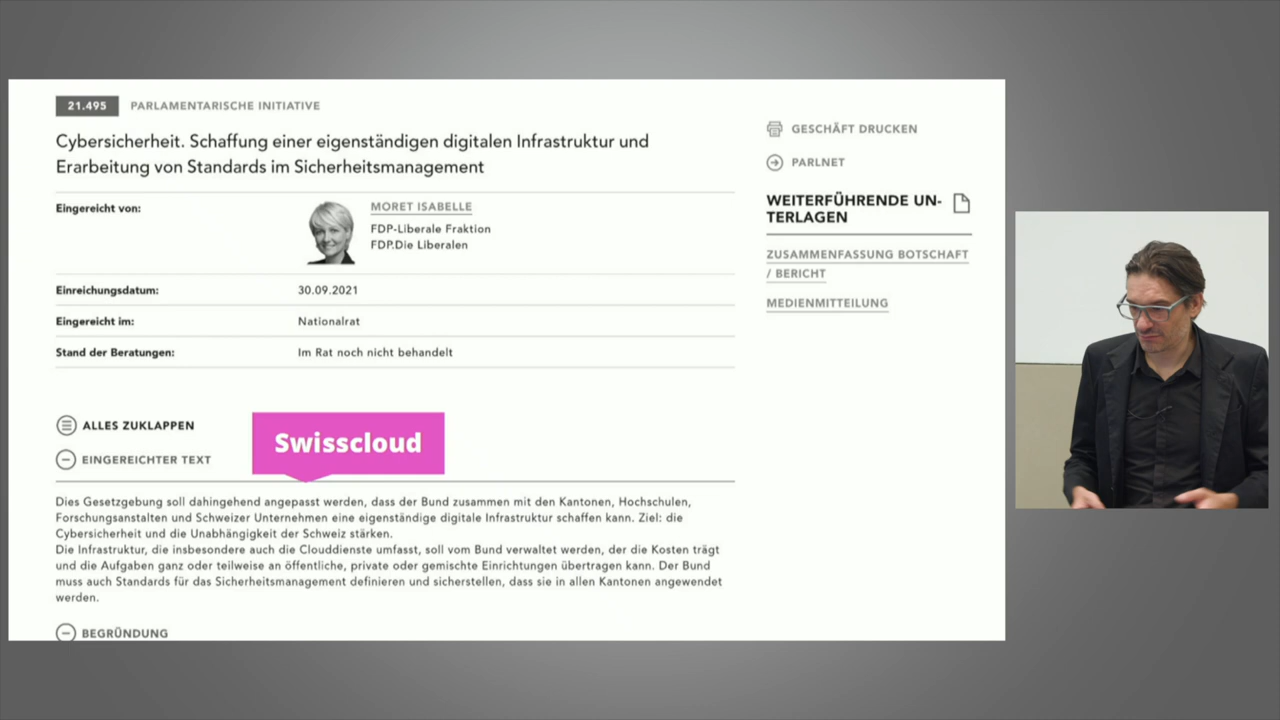 21.495 PARLAMENTARISCHE INITIATIVE
Cybersicherheit. Schaffung einer eigenständigen digitalen Infrastruktur und
Erarbeitung von Standards im Sicherheitsmanagement
Eingereicht von:
MORET ISABELLE
FDP-Liberale Fraktion
FDP.Die Liberalen
Einreichungsdatum: 30.09.2021
Eingereicht im: Nationalrat
Stand der Beratungen: Im Rat noch nicht behandelt
ALLES ZUKLAPPEN
Swisscloud
EINGEREICHTER TEXT
Dies Gesetzgebung soll dahingehend angepasst werden, dass der Bund zusammen mit den Kantonen, Hochschulen,
Forschungsanstalten und Schweizer Unternehmen eine eigenständige digitale Infrastruktur schaffen kann. Ziel: die
Cybersicherheit und die Unabhängigkeit der Schweiz stärken.
Die Infrastruktur, die insbesondere auch die Clouddienste umfasst, soll vom Bund verwaltet werden, der die Kosten trägt
und die Aufgaben ganz oder teilweise an öffentliche, private oder gemischte Einrichtungen übertragen kann. Der Bund
muss auch Standards für das Sicherheitsmanagement definieren und sicherstellen, dass sie in allen Kantonen angewendet
werden.
BEGRÜNDUNG
GESCHÄFT DRUCKEN
PARLNET
WEITERFÜHRENDE UN-
TERLAGEN
ZUSAMMENFASSUNG BOTSCHAFT
/ BERICHT
MEDIENMITTEILUNG